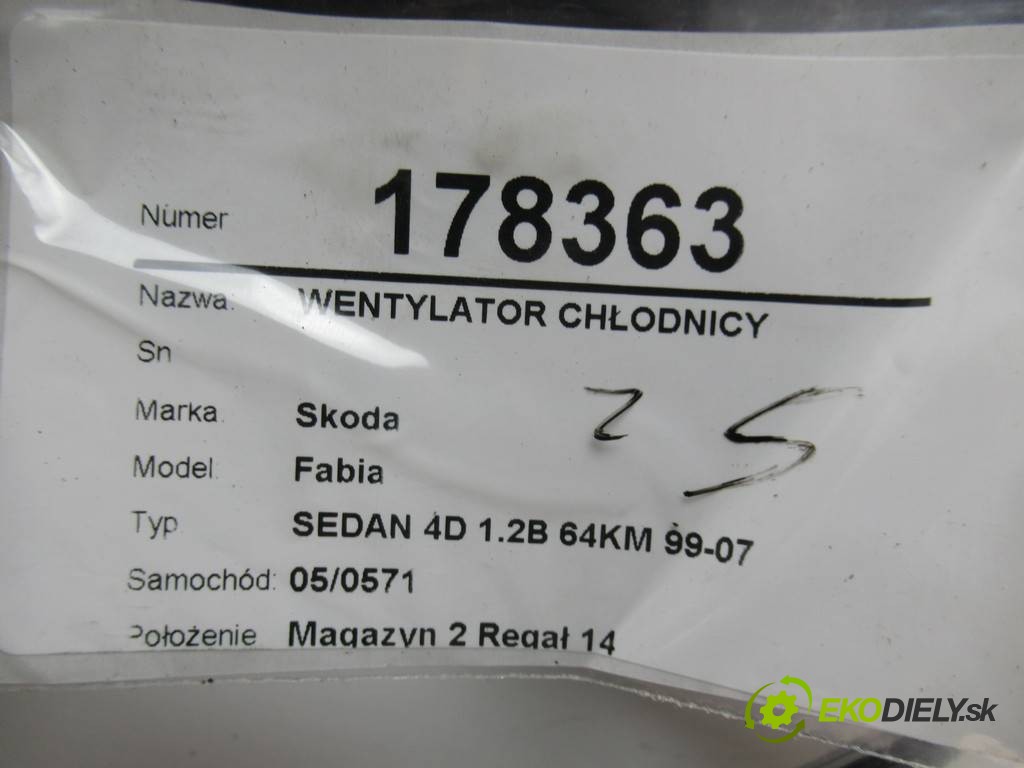 Numer 178363
Nazwa: WENTYLATOR CHŁODNICY
Sn
25
Marka: Skoda
Model: Fabia
Typ SEDAN 4D 1.2B 64KM 99-07
Samochód: 05/0571
Położenie Magazyn 2 Regał 14
EKODIELY.sk